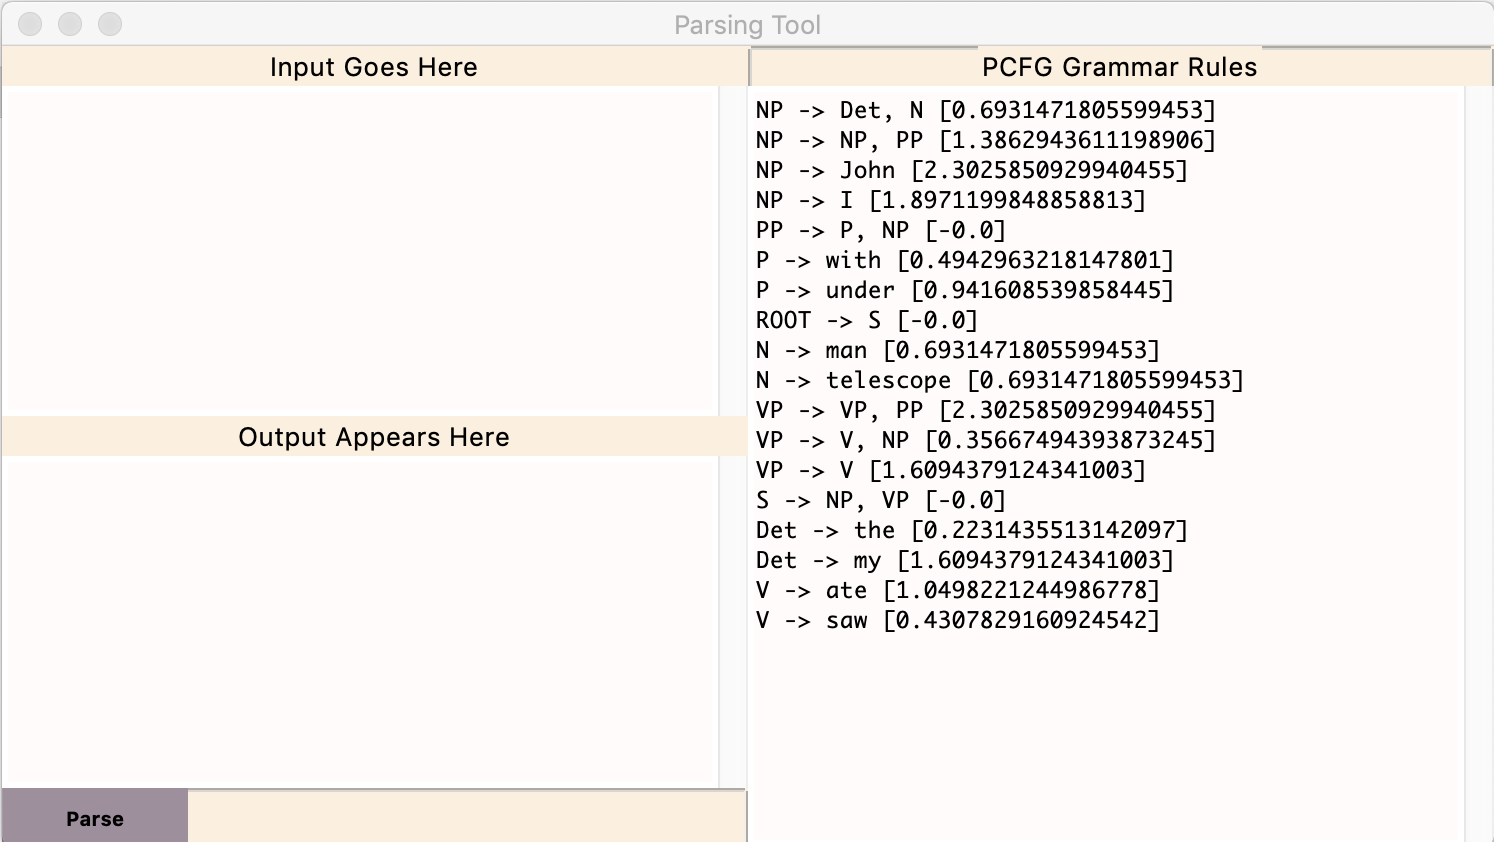 Parsing Tool
Input Goes Here
Output Appears Here
Parse
PCFG Grammar Rules
NP -> Det, N [0.6931471805599453]
NP -> NP, PP [1.3862943611198906]
NP -> John [2.3025850929940455]
NP -> I [1.8971199848858813]
PP -> P, NP [-0.0]
P -> with [0.4942963218147801]
P -> under [0.941608539858445]
ROOT -> S [-0.0]
N -> man [0.6931471805599453]
N -> telescope [0.6931471805599453]
VP -> VP, PP [2.3025850929940455]
VP -> V, NP [0.35667494393873245]
VP -> V [1.6094379124341003]
S -> NP, VP [-0.0]
Det -> the [0.2231435513142097]
Det -> my [1.6094379124341003]
V -> ate [1.0498221244986778]
V -> saw [0.4307829160924542]